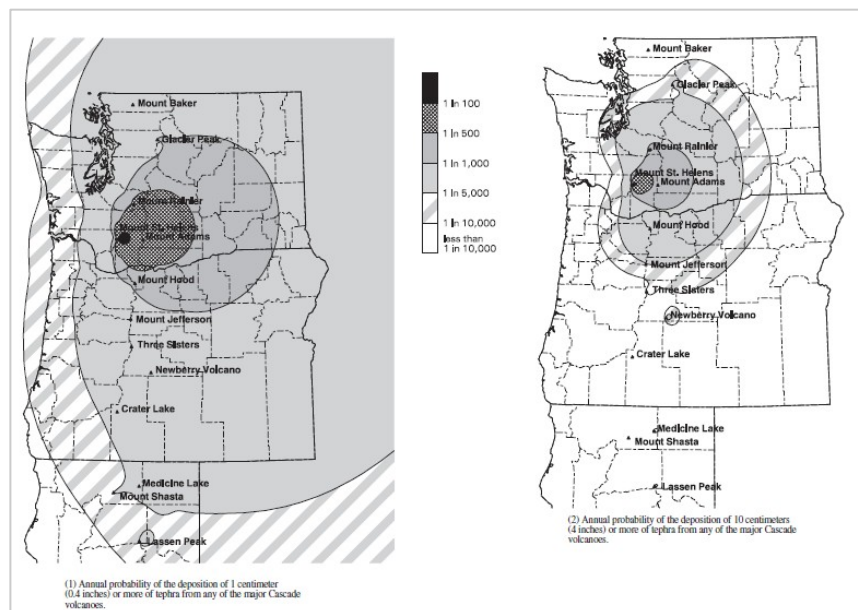 Mount Baker
Glacier Peak
Mount Rainier
Mount St. Helens
Mount Adams
Mount Hood
Mount Jefferson
Three Sisters
Newberry Volcano
Crater Lake
Medicine Lake
Mount Shasta
Lassen Peak
(1) Annual probability of the deposition of 1 centimeter
(0.4 inches) or more of tephra from any of the major Cascade
volcanoes.
1 in 100
1 in 500
1 in 1,000
1 in 5,000
1 in 10,000
less than
1 in 10,000
Mount Baker
Glacier Peak
Mount Rainier
Mount St. Helens
Mount Adams
Mount Hood
Mount Jefferson
Three Sisters
Newberry Volcano
Crater Lake
Medicine Lake
Mount Shasta
Lassen Peak
(2) Annual probability of the deposition of 10 centimeters
(4 inches) or more of tephra from any of the major Cascade
volcanoes.